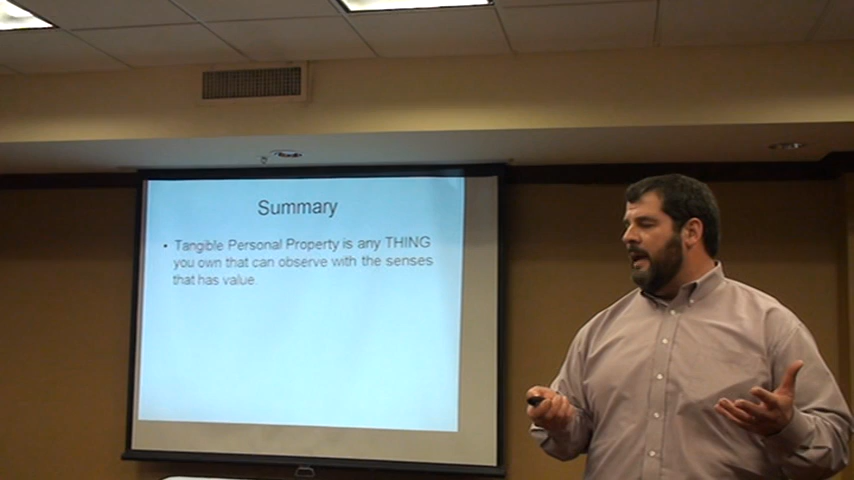 Summary
• Tangible Personal Property is any THING
you own that can observe with the senses
that has value.